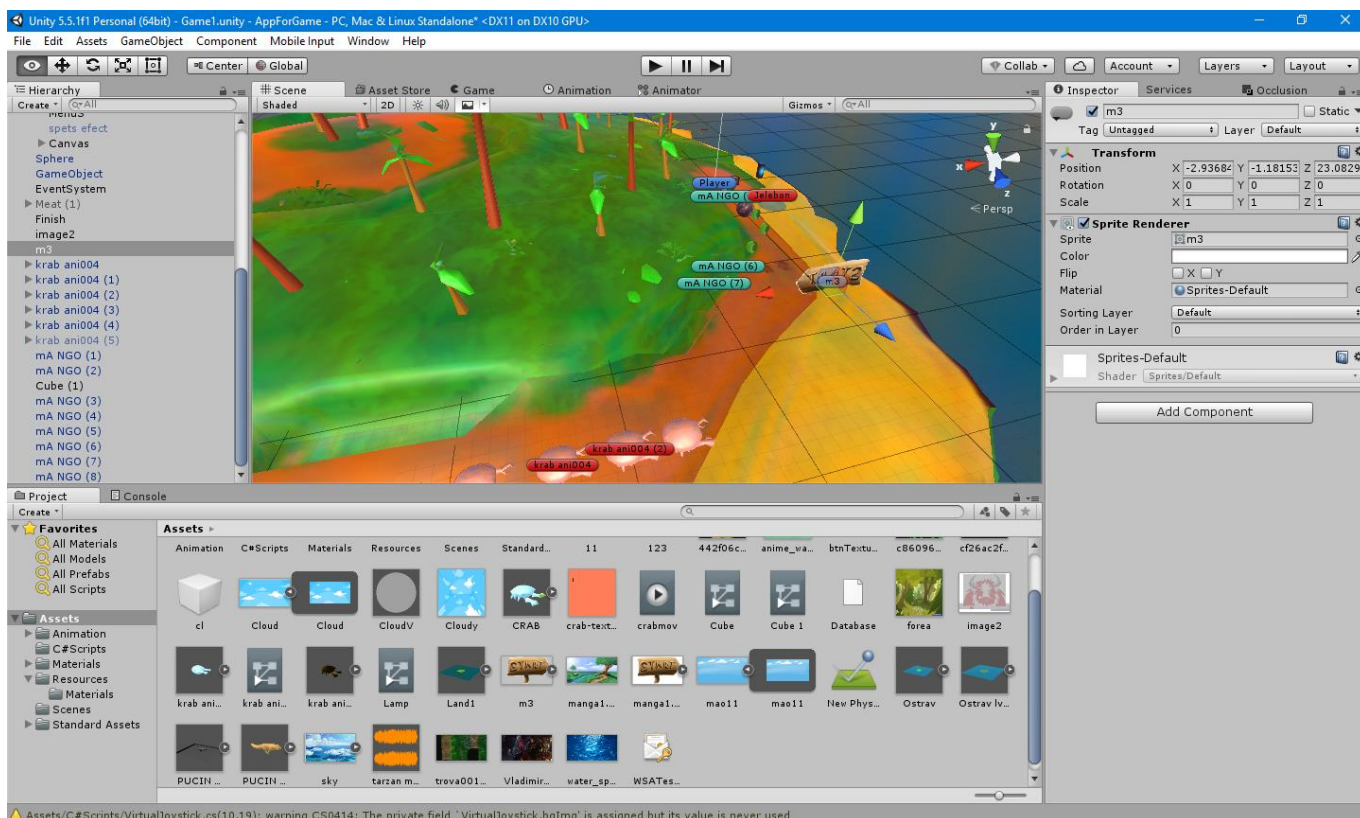 Unity 5.5.1f1 Personal (64bit) - Game1.unity - AppForGame - PC, Mac & Linux Standalone* <DX11 on DX10 GPU>
File Edit Assets GameObject Component Mobile Input Window Help
Center Global Collab Account Layers Layout
Hierarchy
Create All
spets efect
Canvas
Sphere
GameObject
EventSystem
Meat (1)
Finish
image2
m3
krab ani004
krab ani004 (1)
krab ani004 (2)
krab ani004 (3)
krab ani004 (4)
krab ani004 (5)
mA NGO (1)
mA NGO (2)
Cube (1)
mA NGO (3)
mA NGO (4)
mA NGO (5)
mA NGO (6)
mA NGO (7)
mA NGO (8)
Scene Asset Store Game Animation Animator
Shaded 2D Gizmos All
y
x
z
Persp
Player
mA NGO ( Jelebon
mA NGO (6)
mA NGO (7)
m3
krab ani004 (2)
krab ani004
Inspector Services Occlusion
m3 Static
Tag Untagged Layer Default
Transform
Position X -2.93684 Y -1.18153 Z 23.0829
Rotation X 0 Y 0 Z 0
Scale X 1 Y 1 Z 1
Sprite Renderer
Sprite m3
Color
Flip X Y
Material Sprites-Default
Sorting Layer Default
Order in Layer 0
Sprites-Default
Shader Sprites/Default
Add Component
Project Console
Create
Favorites
All Materials
All Models
All Prefabs
All Scripts
Assets
Animation
C#Scripts
Materials
Resources
Materials
Scenes
Standard Assets
Assets
Animation C#Scripts Materials Resources Scenes Standard... 11 123 442f06c... anime_wa... btnTextu... c86096... cf26ac2f...
cl Cloud Cloud CloudV Cloudy CRAB crab-text... crabmov Cube Cube 1 Database forea image2
krab ani... krab ani... krab ani... Lamp Land1 m3 manga1.... manga1.... mao11 mao11 New Phys... Ostrav Ostrav lv...
PUCIN ... PUCIN ... sky tarzan m... trova001... Vladimir... water_sp... WSATes...
Assets/C#Scripts/VirtualJoystick.cs(10,19): warning CS0414: The private field `VirtualJoystick.bgImg' is assigned but its value is never used